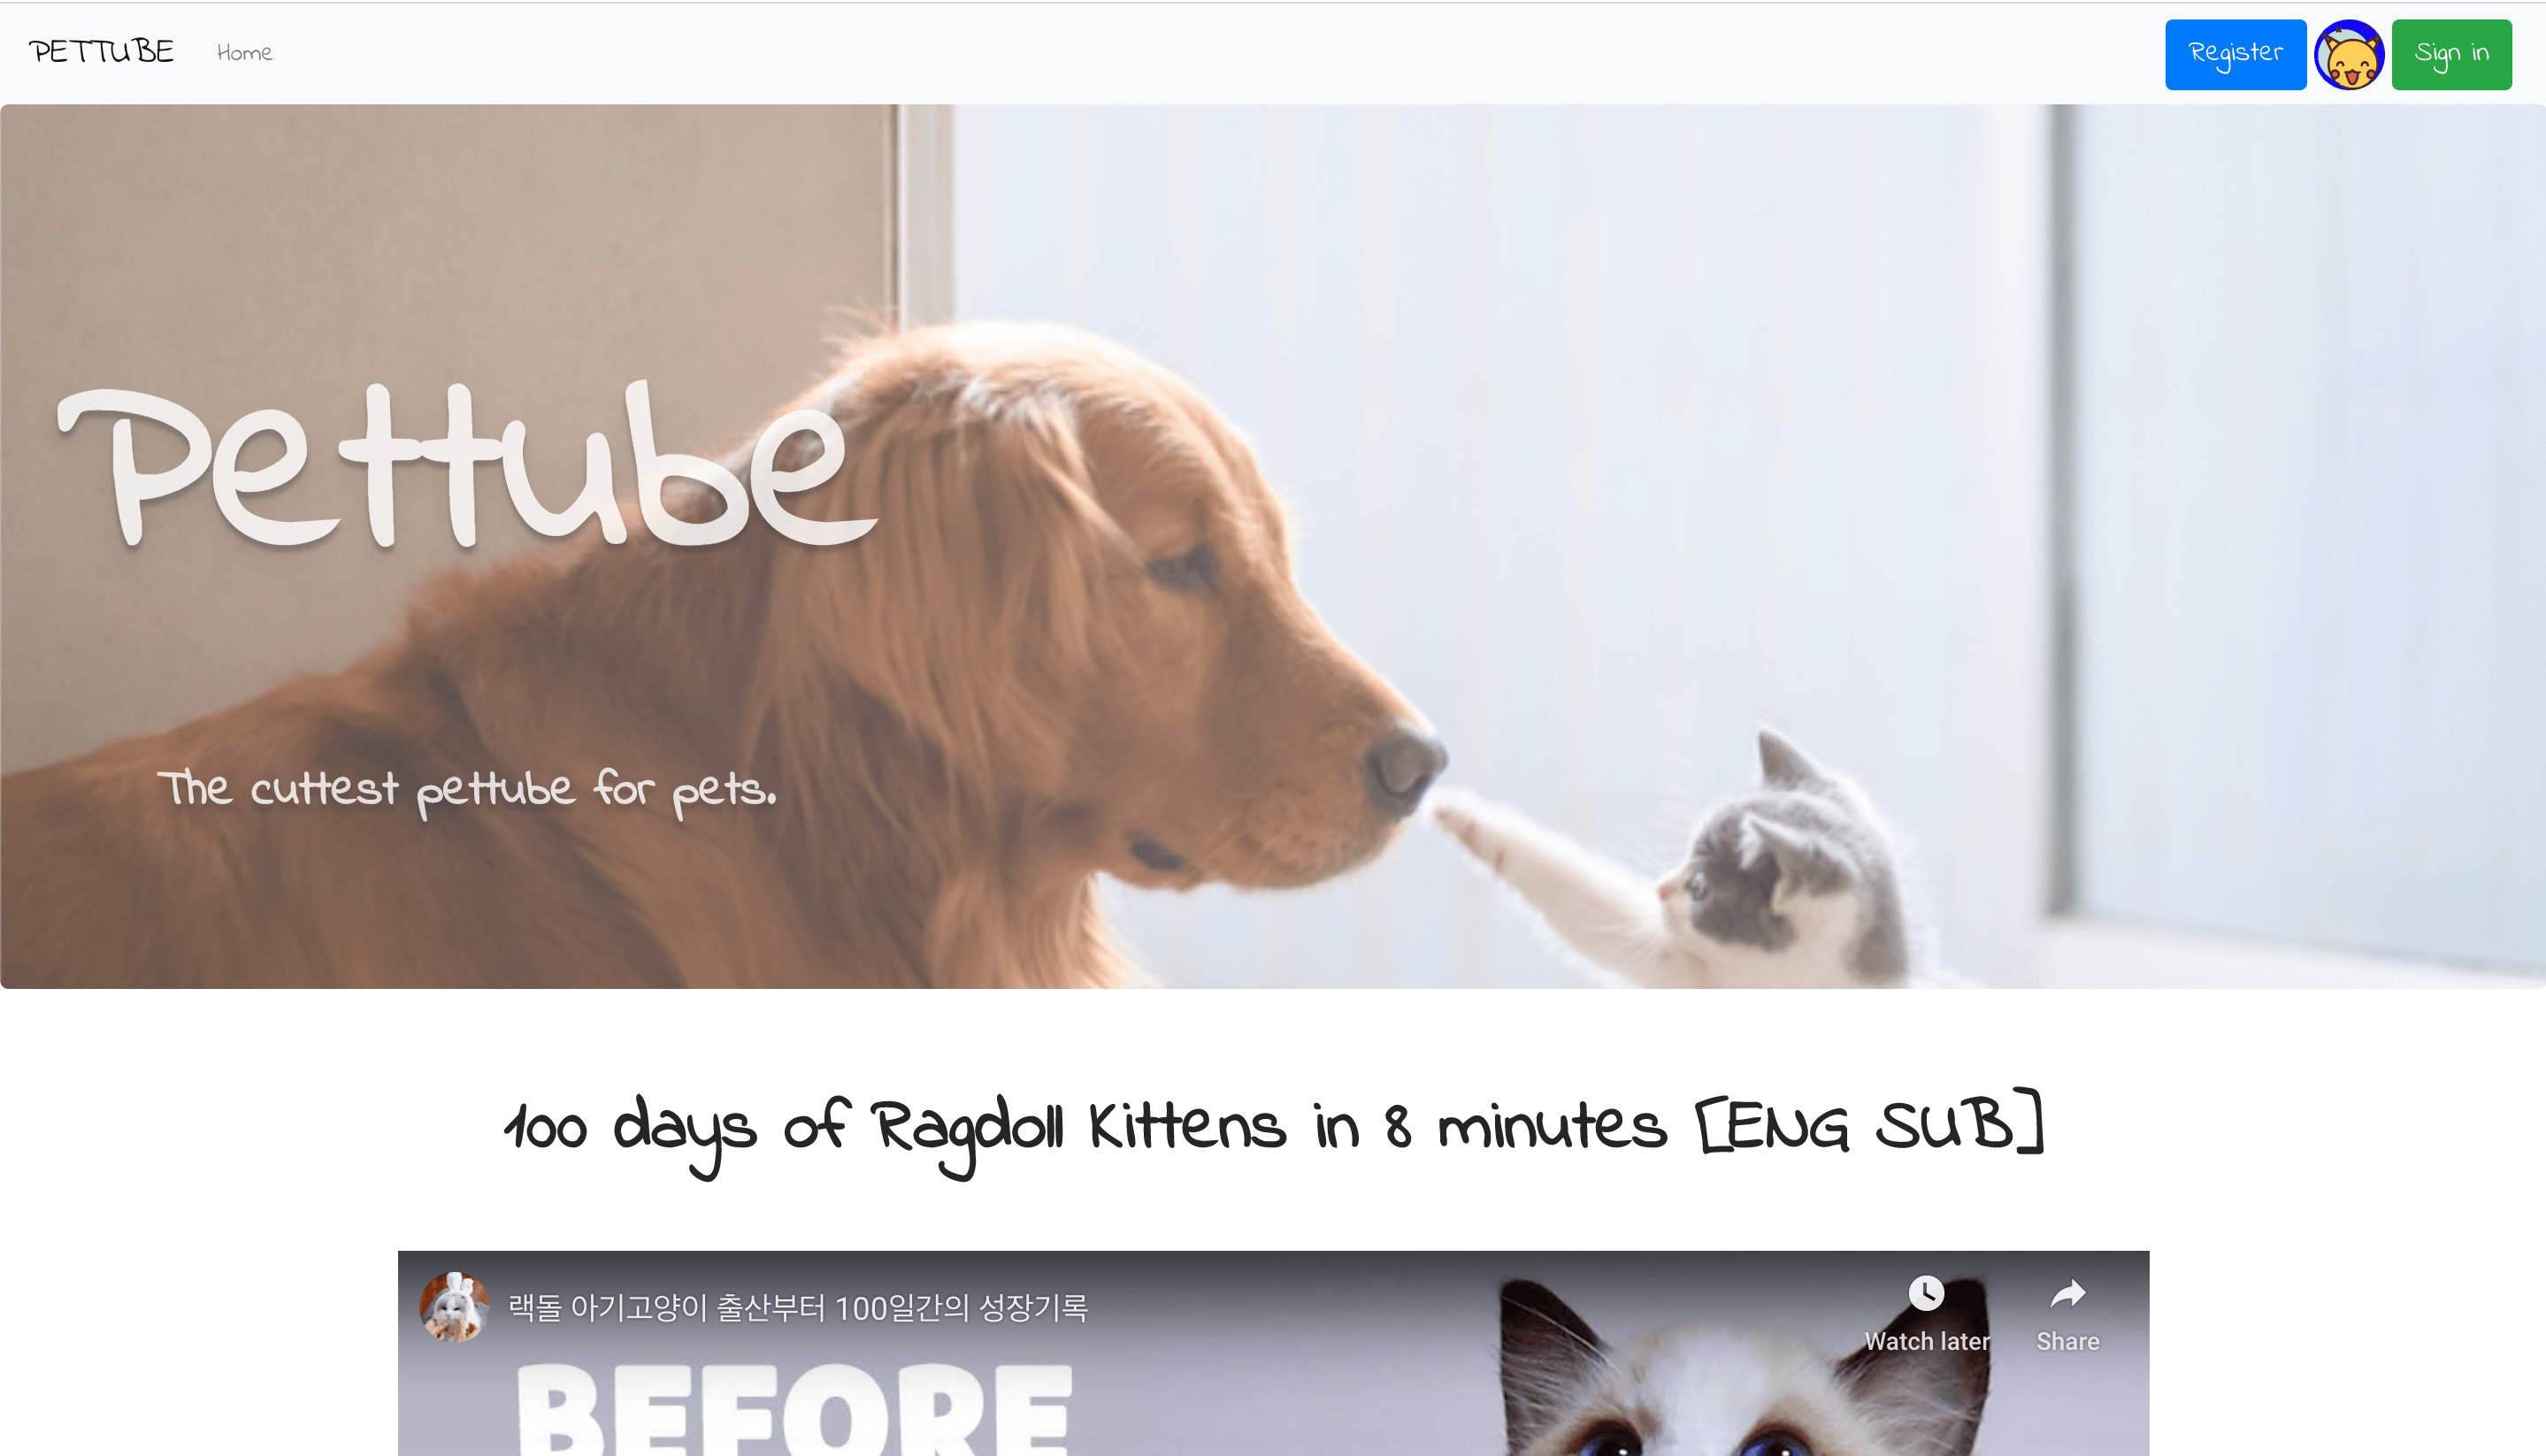 PETTUBE Home Register Sign in
Pettube
The cuttest pettube for pets.
100 days of Ragdoll Kittens in 8 minutes [ENG SUB]
랙돌 아기고양이 출산부터 100일간의 성장기록
Watch later Share
BEFORE